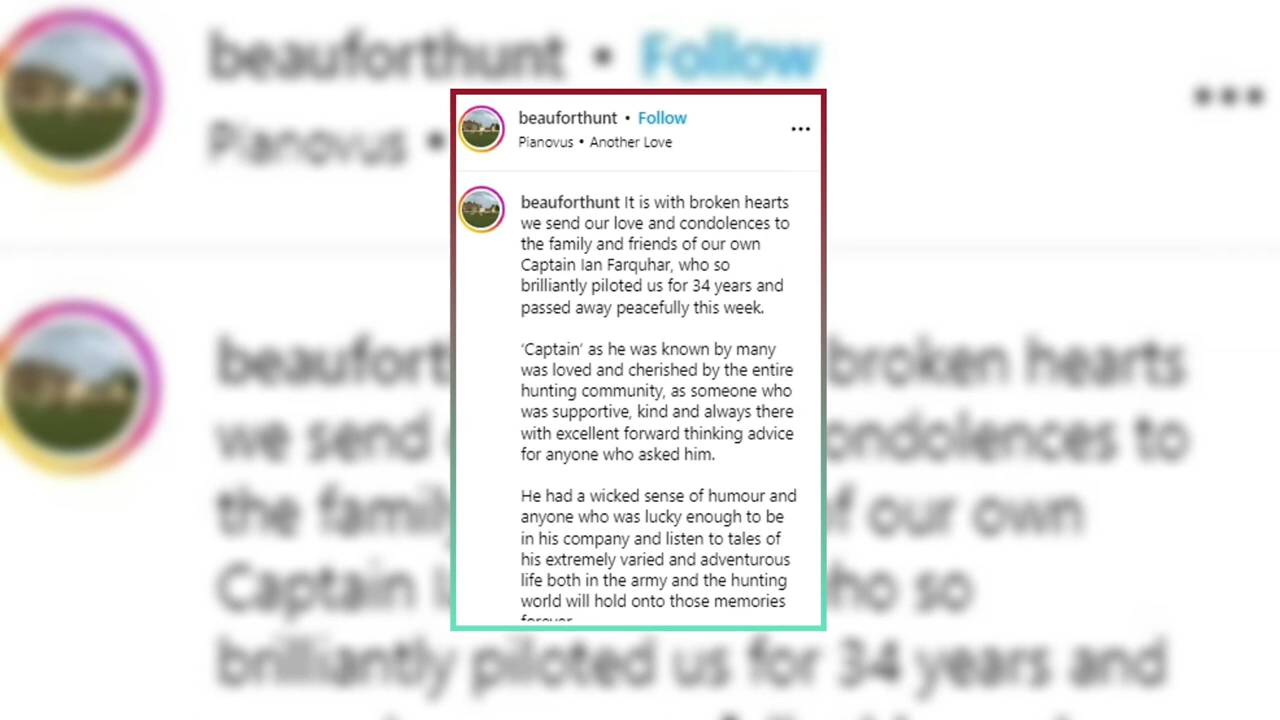 beauforthunt • Follow
Pianovus •
beauforthunt • Follow
Pianovus • Another Love
beauforthunt It is with broken hearts
we send our love and condolences to
the family and friends of our own
Captain Ian Farquhar, who so
brilliantly piloted us for 34 years and
passed away peacefully this week.
‘Captain’ as he was known by many
was loved and cherished by the entire
hunting community, as someone who
was supportive, kind and always there
with excellent forward thinking advice
for anyone who asked him.
He had a wicked sense of humour and
anyone who was lucky enough to be
in his company and listen to tales of
his extremely varied and adventurous
life both in the army and the hunting
world will hold onto those memories
forever
beaufort broken hearts
we send condolences to
the family of our own
Captain who so
brilliantly piloted us for 34 years and